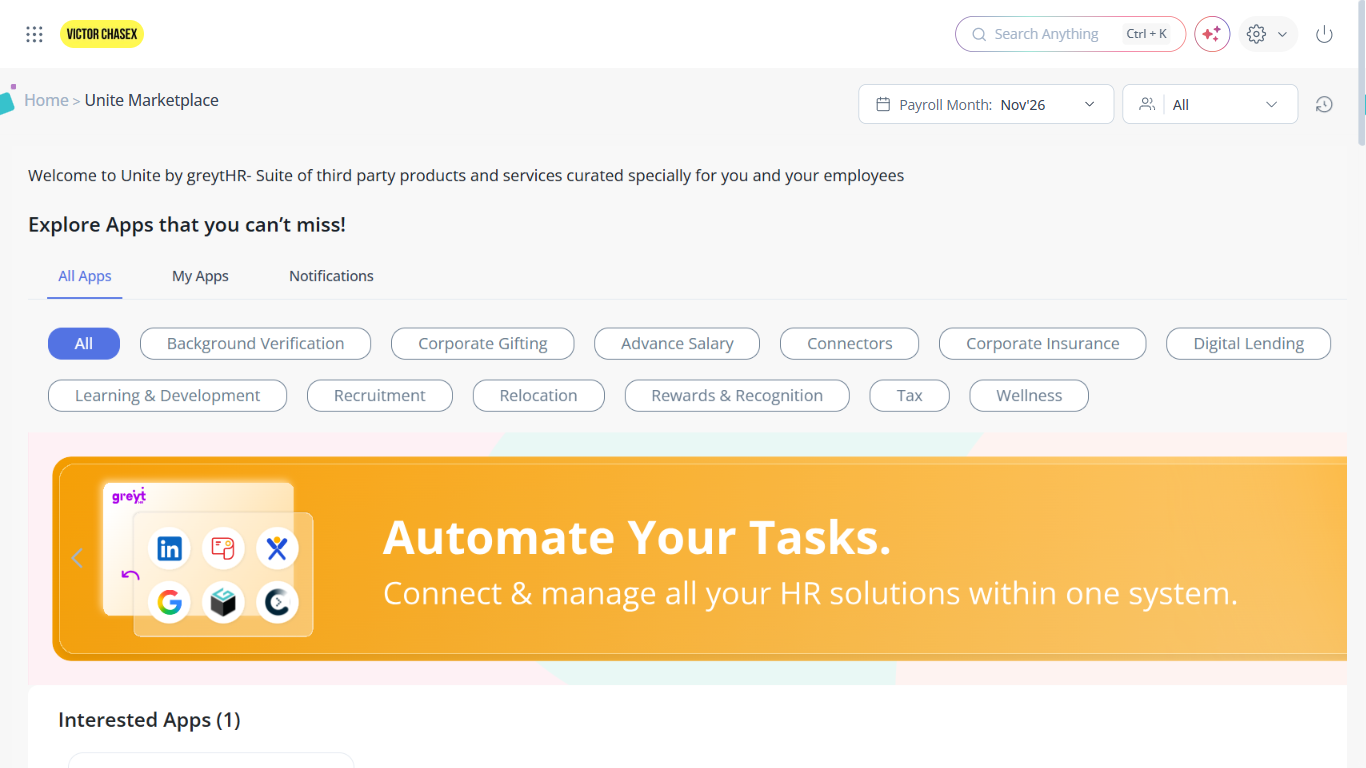 VICTOR CHASEX
Search Anything
Ctrl + K
Home > Unite Marketplace
Payroll Month: Nov'26
All
Welcome to Unite by greytHR- Suite of third party products and services curated specially for you and your employees
Explore Apps that you can’t miss!
All Apps
My Apps
Notifications
All
Background Verification
Corporate Gifting
Advance Salary
Connectors
Corporate Insurance
Digital Lending
Learning & Development
Recruitment
Relocation
Rewards & Recognition
Tax
Wellness
greyt
in
Automate Your Tasks.
Connect & manage all your HR solutions within one system.
Interested Apps (1)